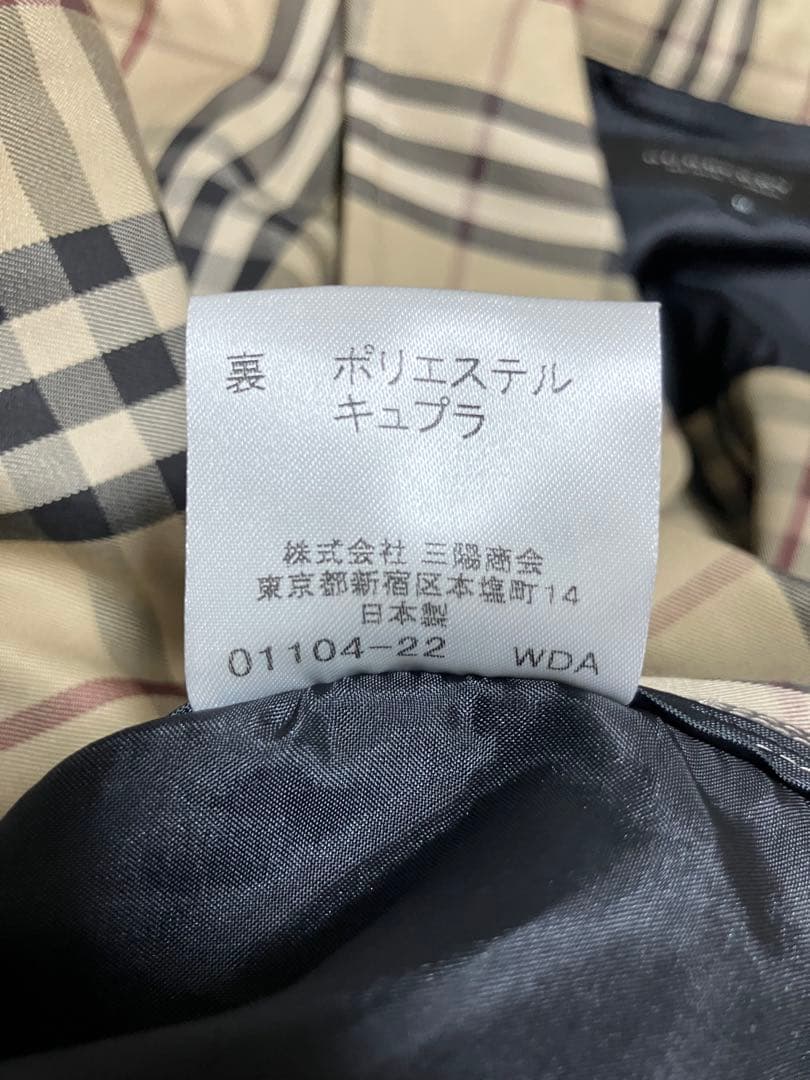 裏 ポリエステル
キュプラ
株式会社 三陽商会
東京都新宿区本塩町14
日本製
01104-22 WDA